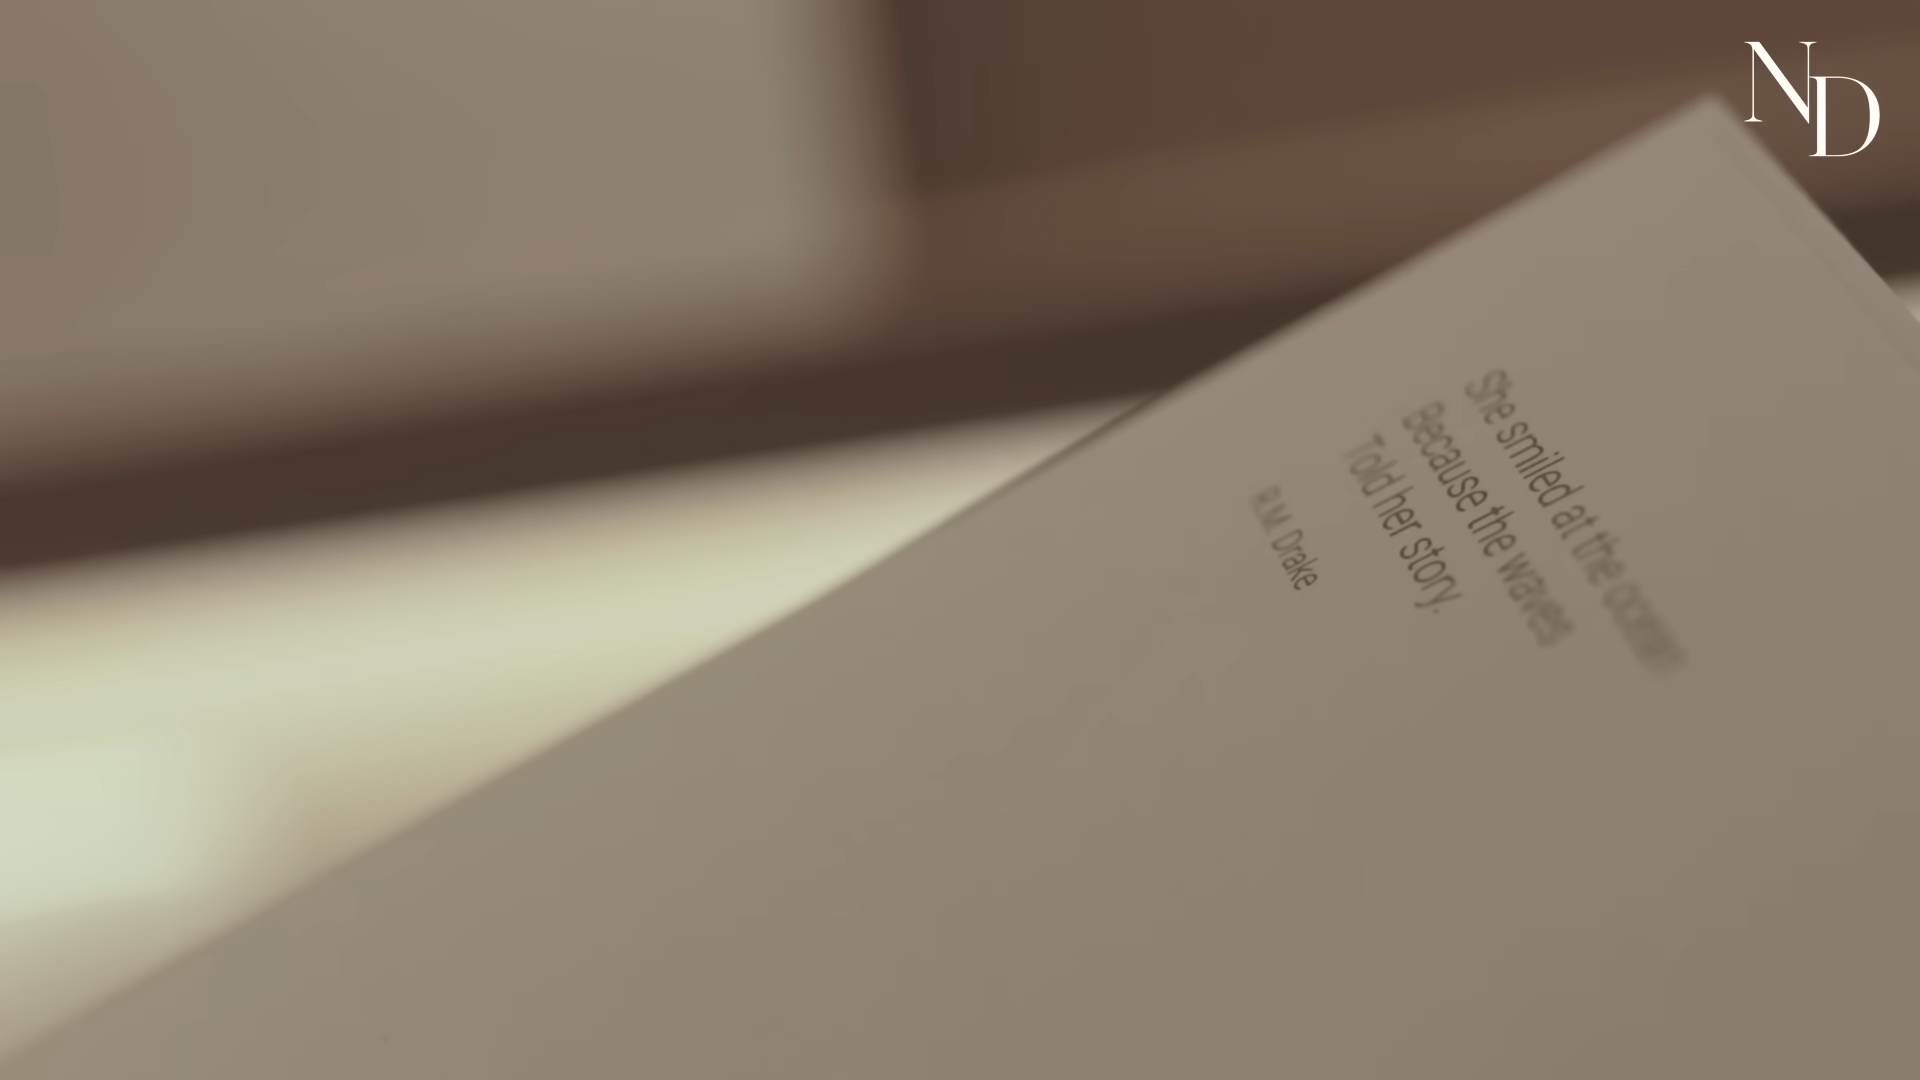 She smiled at the ocean
Because the waves
Told her story.
R.M. Drake
ND